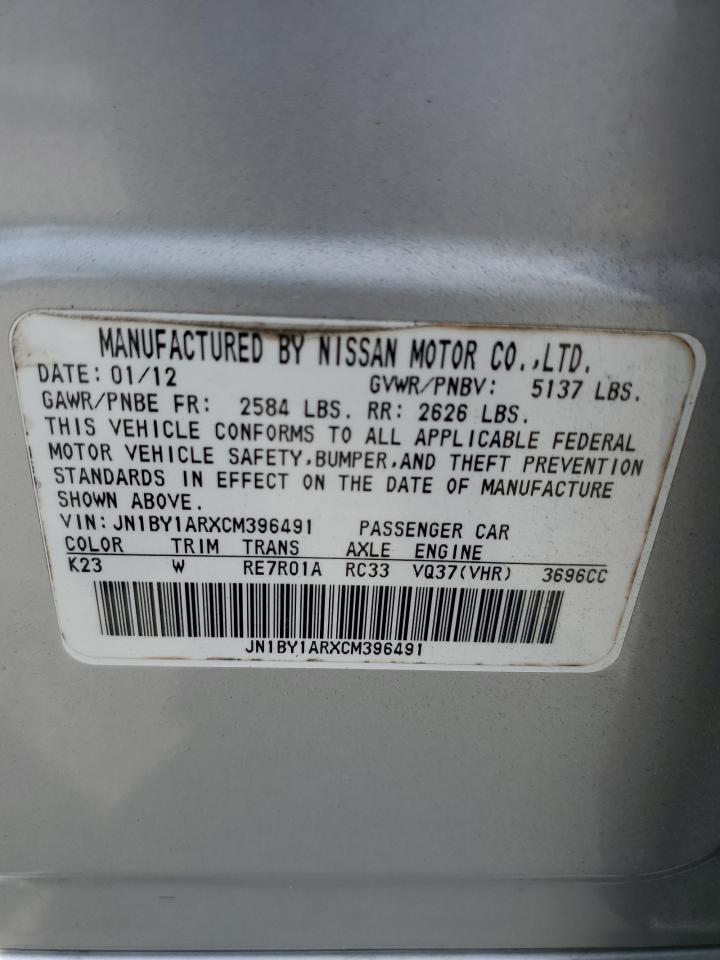 MANUFACTURED BY NISSAN MOTOR CO.,LTD.
DATE: 01/12 GVWR/PNBV: 5137 LBS.
GAWR/PNBE FR: 2584 LBS. RR: 2626 LBS.
THIS VEHICLE CONFORMS TO ALL APPLICABLE FEDERAL
MOTOR VEHICLE SAFETY,BUMPER,AND THEFT PREVENTION
STANDARDS IN EFFECT ON THE DATE OF MANUFACTURE
SHOWN ABOVE.
VIN: JN1BY1ARXCM396491 PASSENGER CAR
COLOR TRIM TRANS AXLE ENGINE
K23 W RE7R01A RC33 VQ37(VHR) 3696CC
JN1BY1ARXCM396491